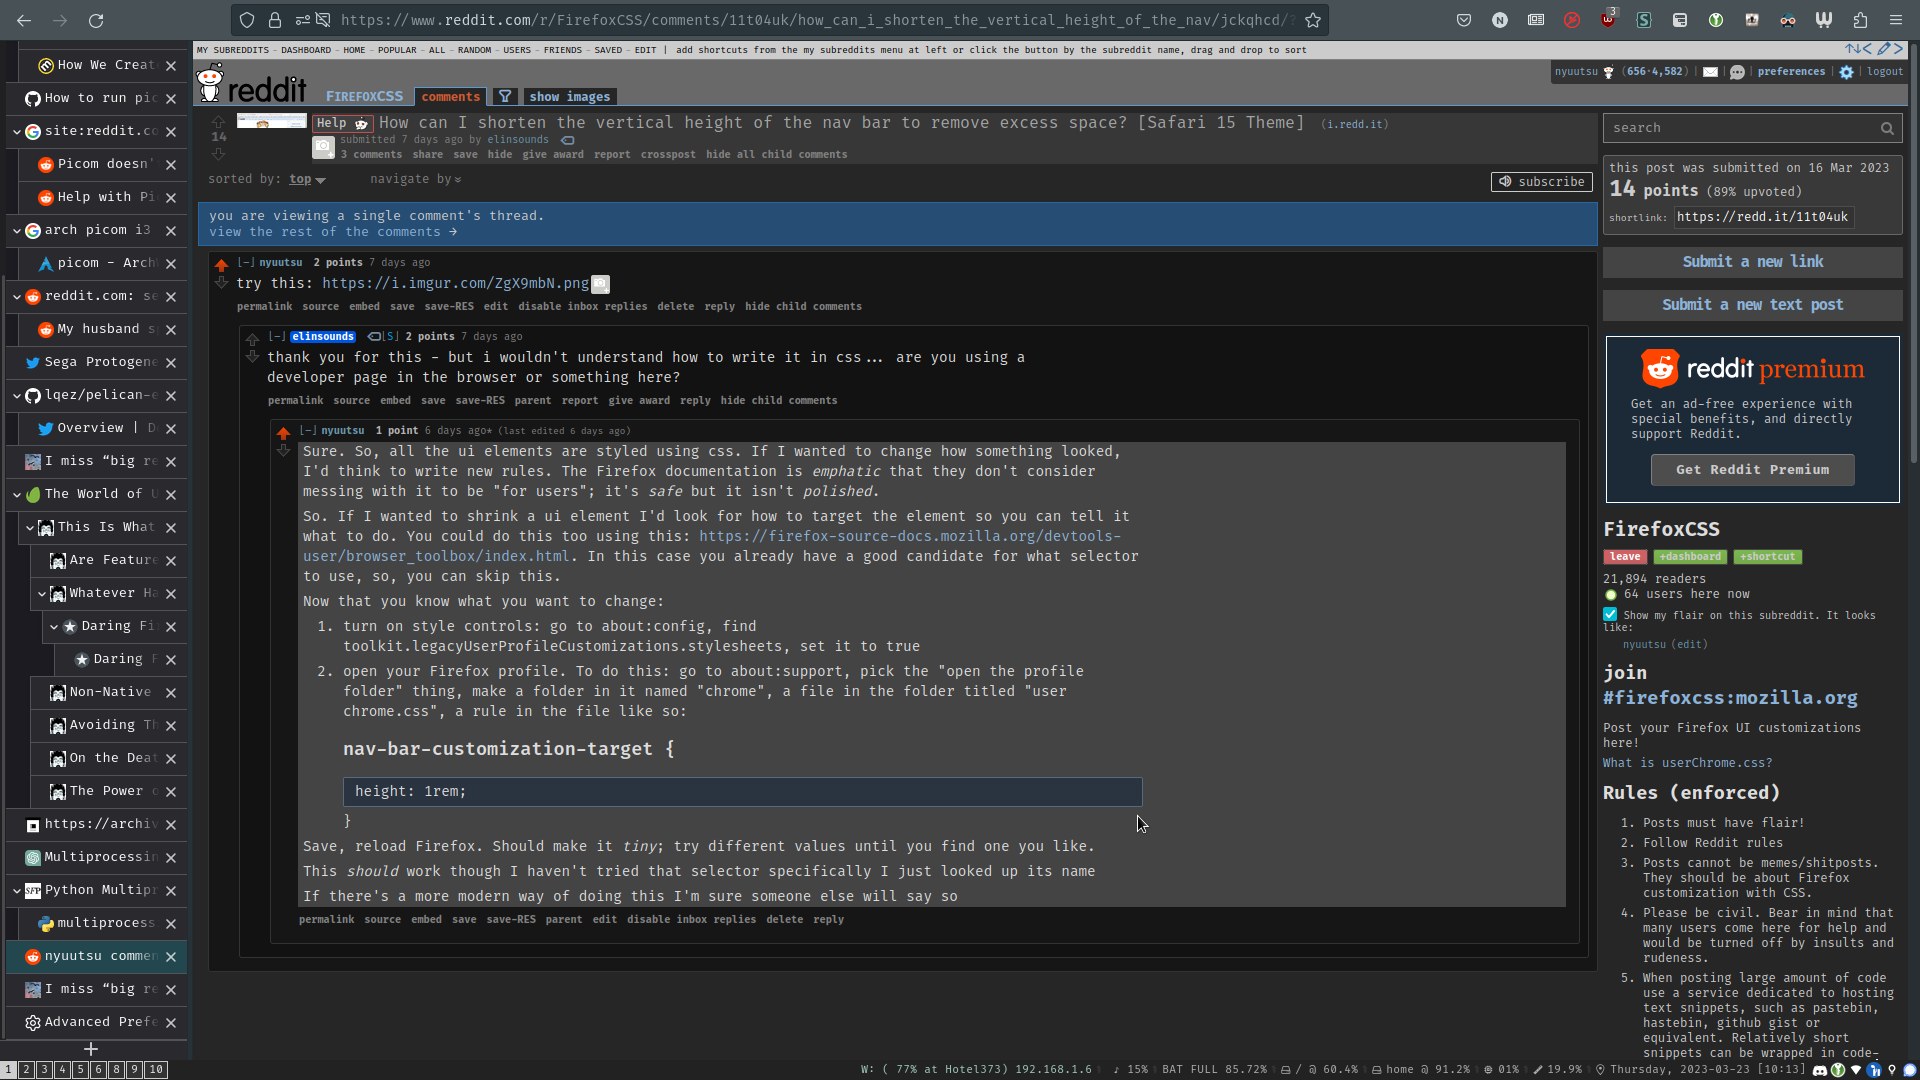 https://www.reddit.com/r/FirefoxCSS/comments/11t04uk/how_can_i_shorten_the_vertical_height_of_the_nav/jckqhcd/?
3
MY SUBREDDITS - DASHBOARD - HOME - POPULAR - ALL - RANDOM - USERS - FRIENDS - SAVED - EDIT | add shortcuts from the my subreddits menu at left or click the button by the subreddit name, drag and drop to sort
nyuutsu (656·4,582) | | | preferences | | logout
reddit FIREFOXCSS comments show images
How We Creat
How to run pic
site:reddit.co
Picom doesn'
Help with Pi
arch picom i3
picom - Arch
reddit.com: se
My husband s
Sega Protogene
lqez/pelican-e
Overview | D
I miss “big re
The World of U
This Is What
Are Feature
Whatever Ha
Daring Fi
Daring F
Non-Native
Avoiding Th
On the Deat
The Power o
https://archiv
Multiprocessin
SFP Python Multipr
multiprocess
nyuutsu commen
I miss “big re
Advanced Prefe
+
14
Help How can I shorten the vertical height of the nav bar to remove excess space? [Safari 15 Theme] (i.redd.it)
submitted 7 days ago by elinsounds
3 comments share save hide give award report crosspost hide all child comments
sorted by: top navigate by
subscribe
you are viewing a single comment's thread.
view the rest of the comments →
[-] nyuutsu 2 points 7 days ago
try this: https://i.imgur.com/ZgX9mbN.png
permalink source embed save save-RES edit disable inbox replies delete reply hide child comments
[-] elinsounds [S] 2 points 7 days ago
thank you for this - but i wouldn't understand how to write it in css... are you using a
developer page in the browser or something here?
permalink source embed save save-RES parent report give award reply hide child comments
[-] nyuutsu 1 point 6 days ago* (last edited 6 days ago)
Sure. So, all the ui elements are styled using css. If I wanted to change how something looked,
I'd think to write new rules. The Firefox documentation is emphatic that they don't consider
messing with it to be "for users"; it's safe but it isn't polished.
So. If I wanted to shrink a ui element I'd look for how to target the element so you can tell it
what to do. You could do this too using this: https://firefox-source-docs.mozilla.org/devtools-
user/browser_toolbox/index.html. In this case you already have a good candidate for what selector
to use, so, you can skip this.
Now that you know what you want to change:
1. turn on style controls: go to about:config, find
toolkit.legacyUserProfileCustomizations.stylesheets, set it to true
2. open your Firefox profile. To do this: go to about:support, pick the "open the profile
folder" thing, make a folder in it named "chrome", a file in the folder titled "user
chrome.css", a rule in the file like so:
nav-bar-customization-target {
height: 1rem;
}
Save, reload Firefox. Should make it tiny; try different values until you find one you like.
This should work though I haven't tried that selector specifically I just looked up its name
If there's a more modern way of doing this I'm sure someone else will say so
permalink source embed save save-RES parent edit disable inbox replies delete reply
search
this post was submitted on 16 Mar 2023
14 points (89% upvoted)
shortlink: https://redd.it/11t04uk
Submit a new link
Submit a new text post
reddit premium
Get an ad-free experience with
special benefits, and directly
support Reddit.
Get Reddit Premium
FirefoxCSS
leave +dashboard +shortcut
21,894 readers
64 users here now
Show my flair on this subreddit. It looks
like:
nyuutsu (edit)
join
#firefoxcss:mozilla.org
Post your Firefox UI customizations
here!
What is userChrome.css?
Rules (enforced)
1. Posts must have flair!
2. Follow Reddit rules
3. Posts cannot be memes/shitposts.
They should be about Firefox
customization with CSS.
4. Please be civil. Bear in mind that
many users come here for help and
would be turned off by insults and
rudeness.
5. When posting large amount of code
use a service dedicated to hosting
text snippets, such as pastebin,
hastebin, github gist or
equivalent. Relatively short
snippets can be wrapped in code-
1 2 3 4 5 6 8 9 10
W: ( 77% at Hotel373) 192.168.1.6 ♪ 15% BAT FULL 85.72% / @ 60.4% home @ 91.2% 01% 19.9% Thursday, 2023-03-23 [10:13]